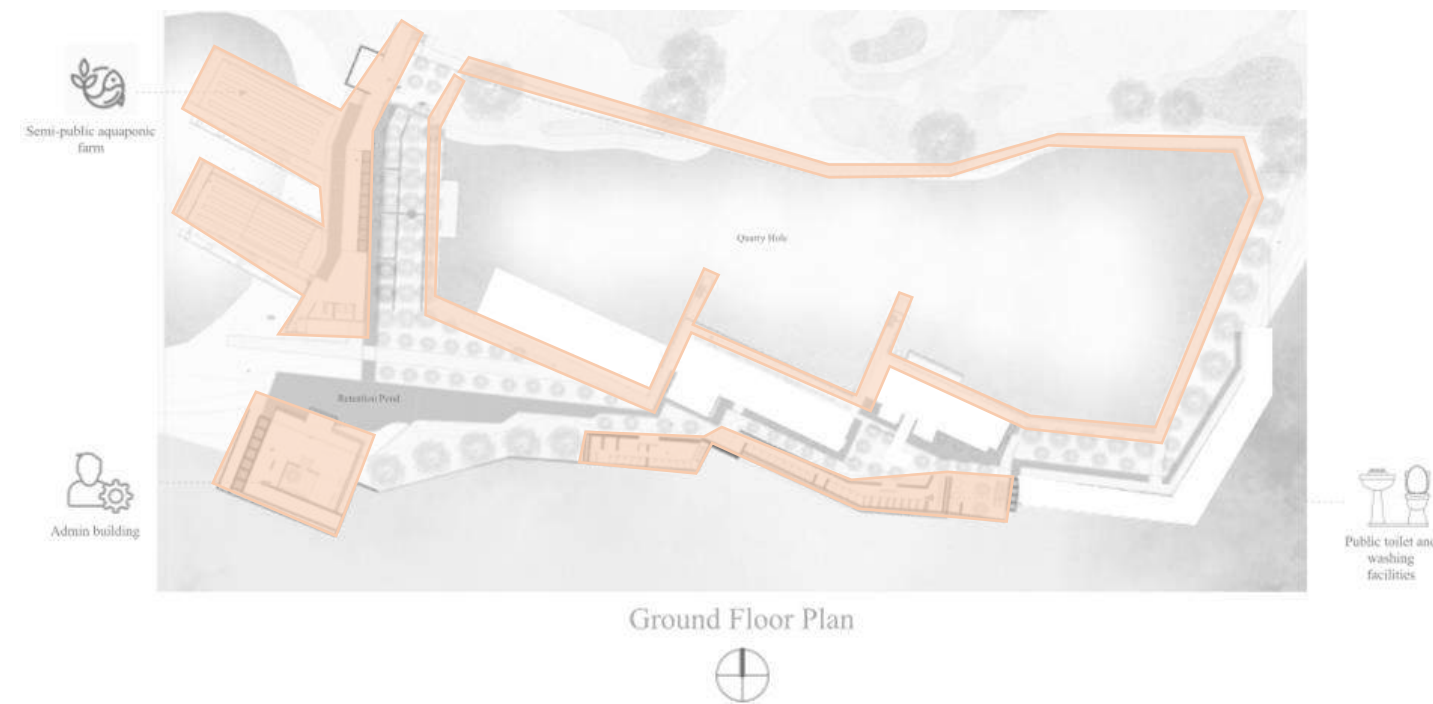 Semi-public aquaponic
farm
Quarry Hole
Retention Pond
Admin building
Public toilet and
washing
facilities
Ground Floor Plan